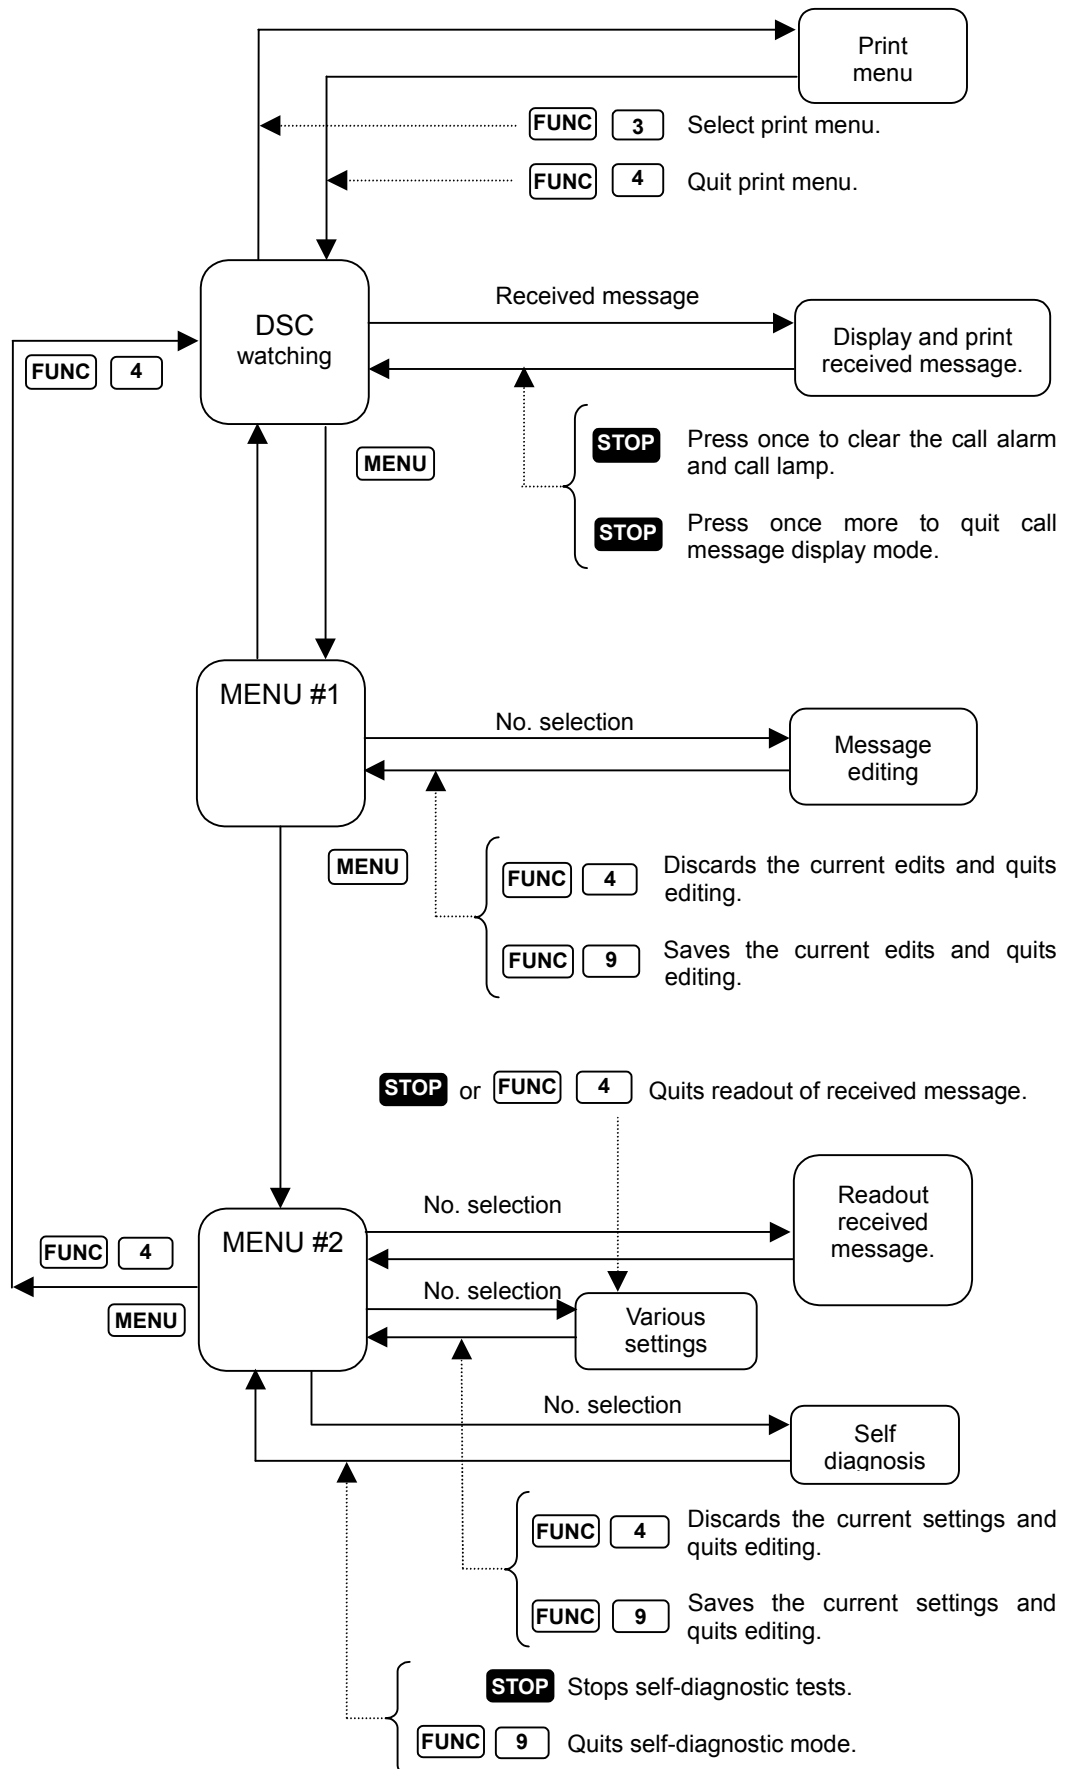 Print
menu
FUNC 3 Select print menu.
FUNC 4 Quit print menu.
DSC
watching
Received message
Display and print
received message.
FUNC 4
MENU
STOP Press once to clear the call alarm
and call lamp.
STOP Press once more to quit call
message display mode.
MENU #1
No. selection
Message
editing
MENU
FUNC 4 Discards the current edits and quits
editing.
FUNC 9 Saves the current edits and quits
editing.
STOP or FUNC 4 Quits readout of received message.
MENU #2
No. selection
Readout
received
message.
FUNC 4
MENU
No. selection
Various
settings
No. selection
Self
diagnosis
FUNC 4 Discards the current settings and
quits editing.
FUNC 9 Saves the current settings and
quits editing.
STOP Stops self-diagnostic tests.
FUNC 9 Quits self-diagnostic mode.